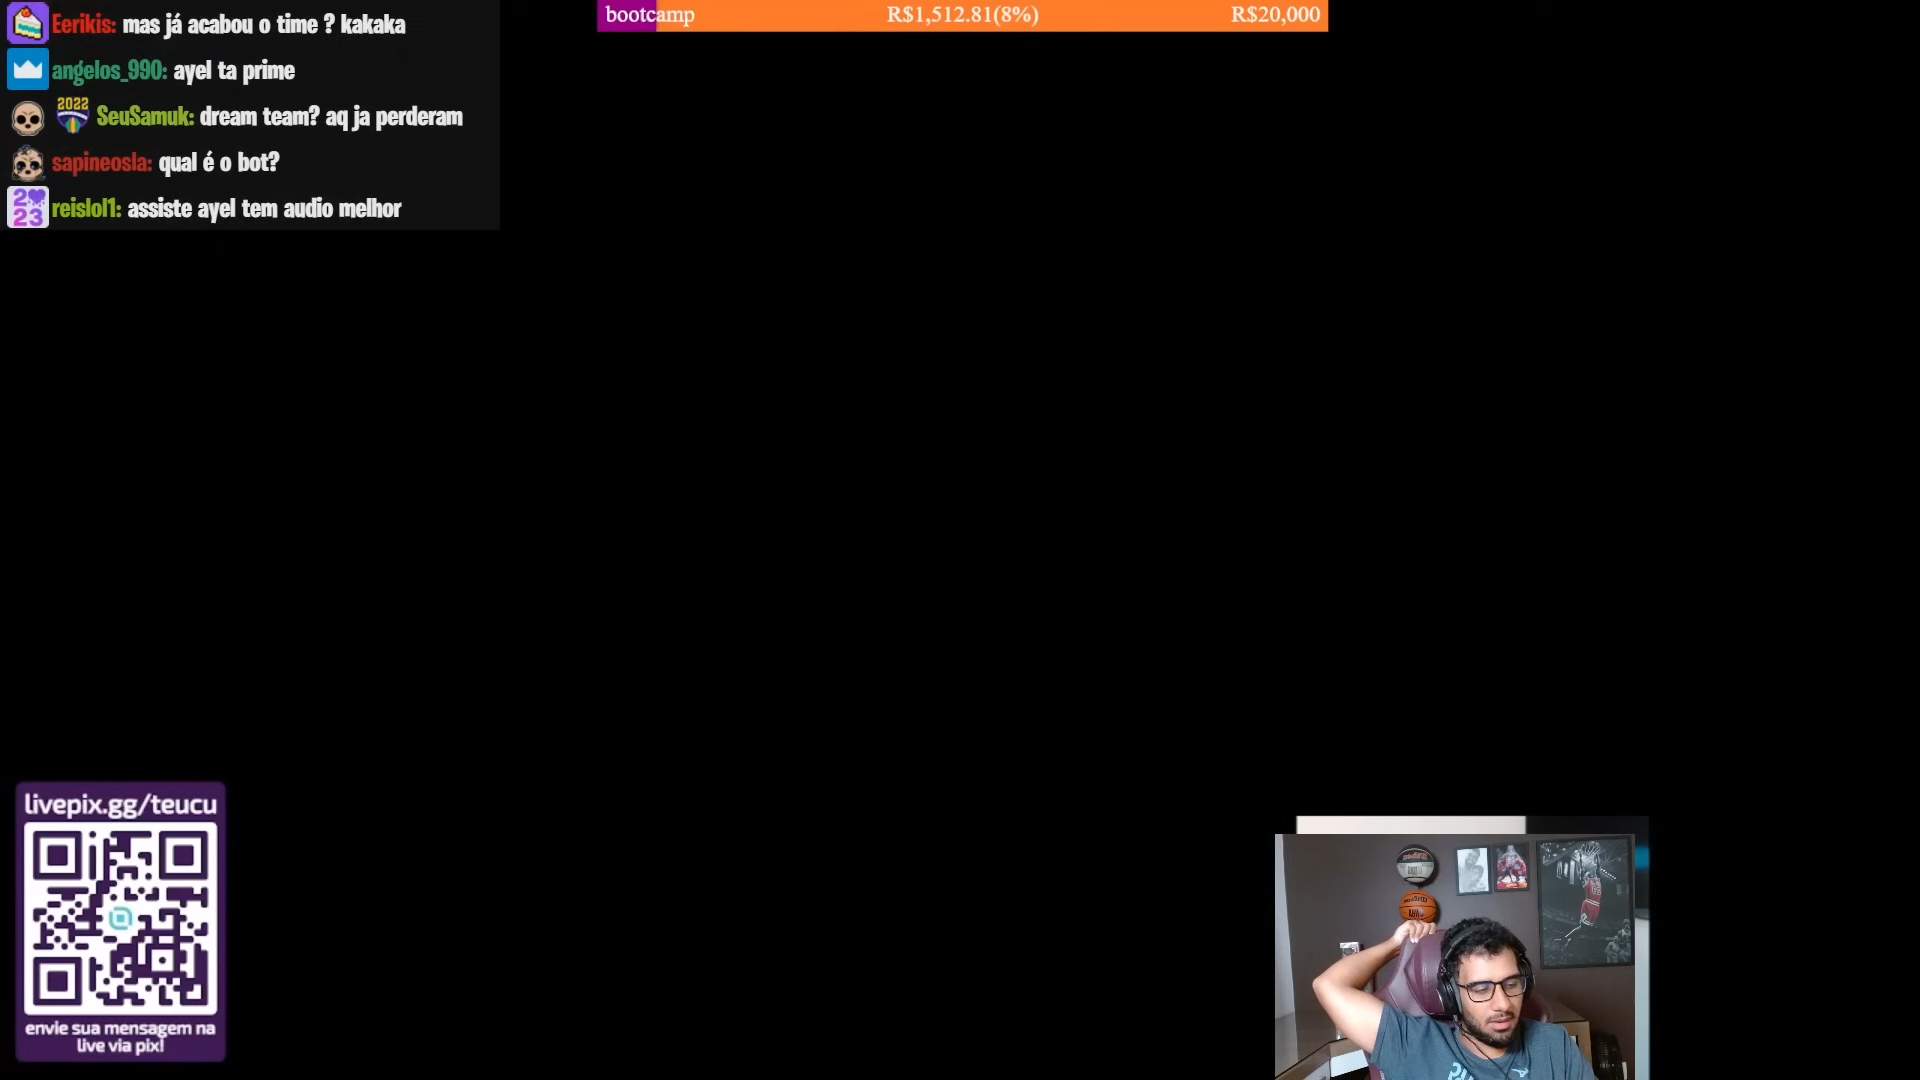 Eerikis: mas já acabou o time ? kakaka
angelos_990: ayel ta prime
2022 SeuSamuk: dream team? aq ja perderam
sapineosla: qual é o bot?
2023 reislol1: assiste ayel tem audio melhor
bootcamp R$1,512.81(8%) R$20,000
livepix.gg/teucu
envie sua mensagem na
live via pix!